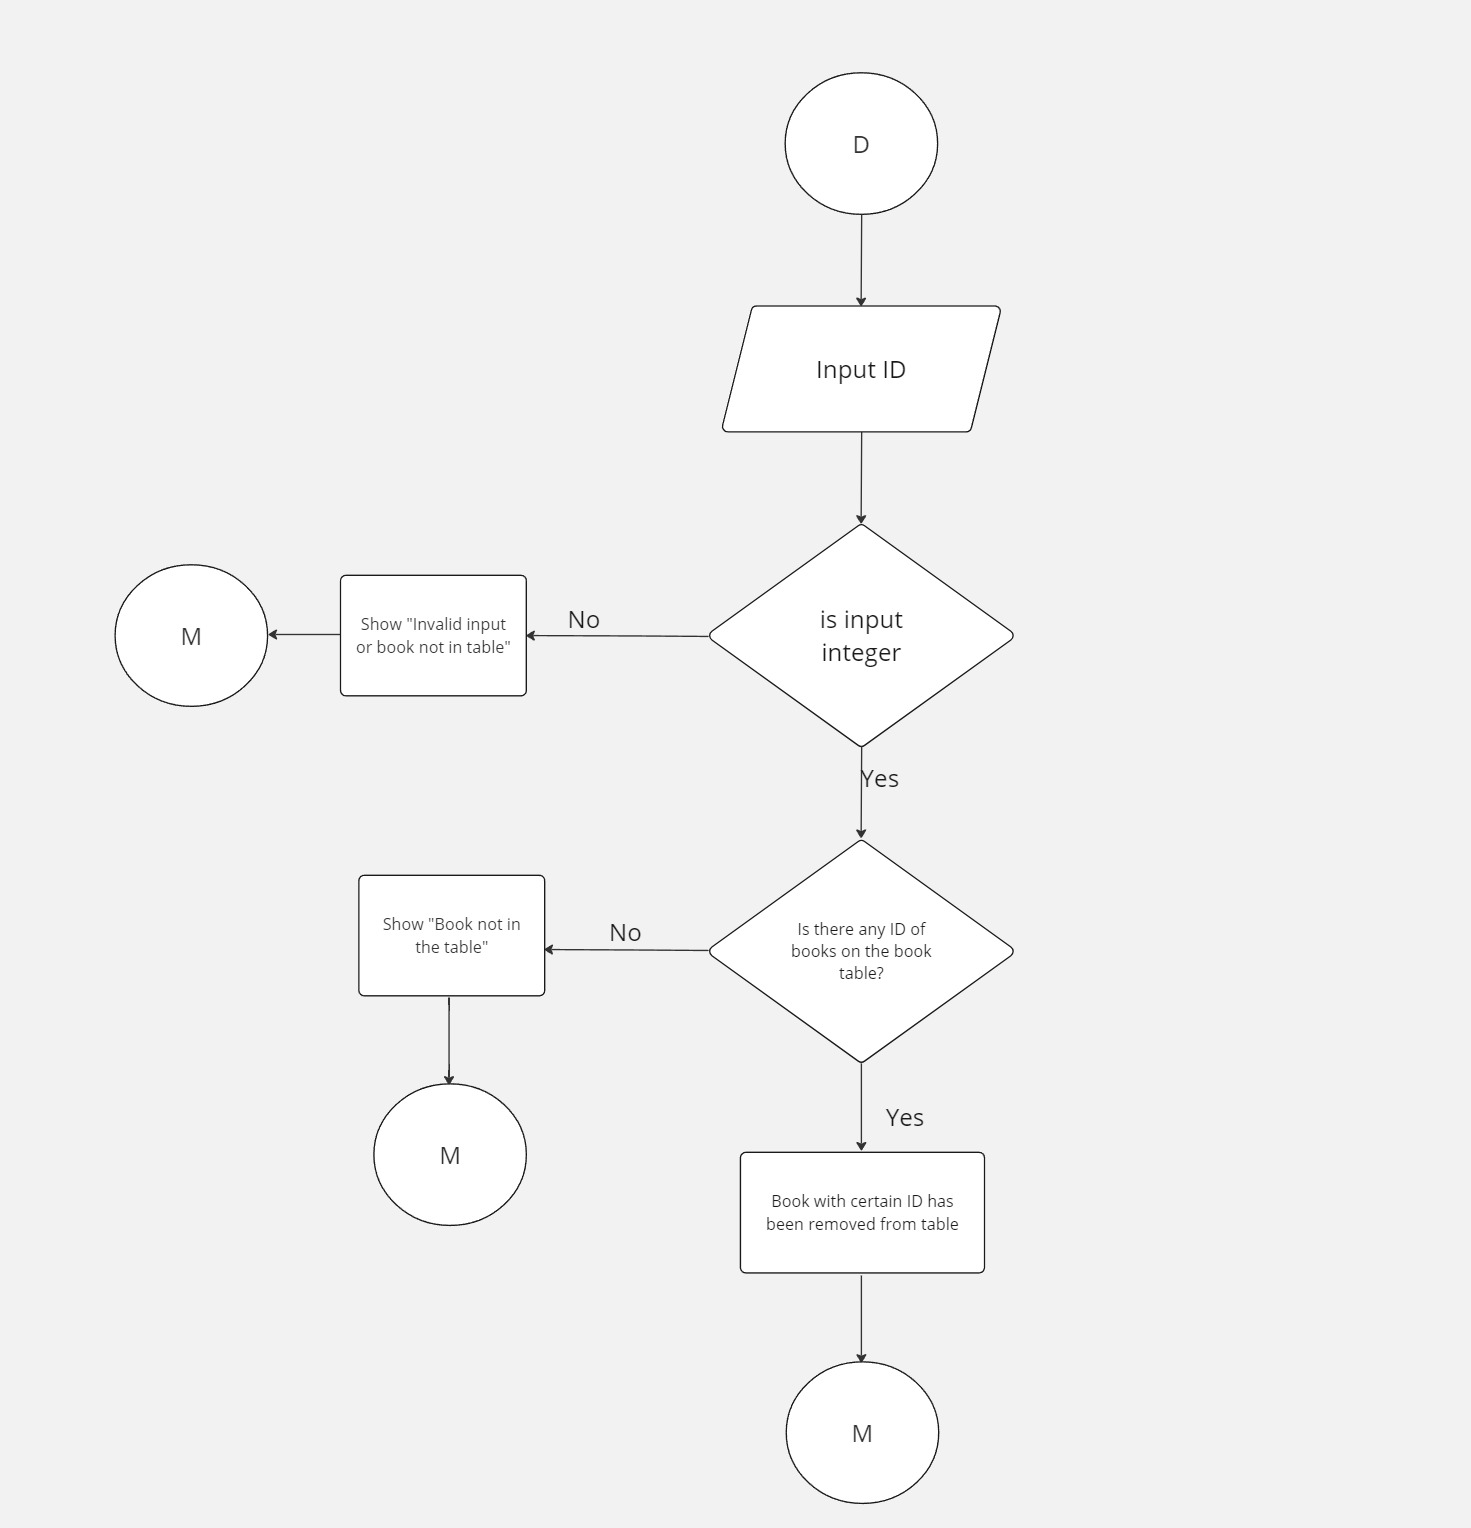 D
Input ID
is input
integer
No
Show "Invalid input
or book not in table"
M
Yes
Is there any ID of
books on the book
table?
No
Show "Book not in
the table"
M
Yes
Book with certain ID has
been removed from table
M